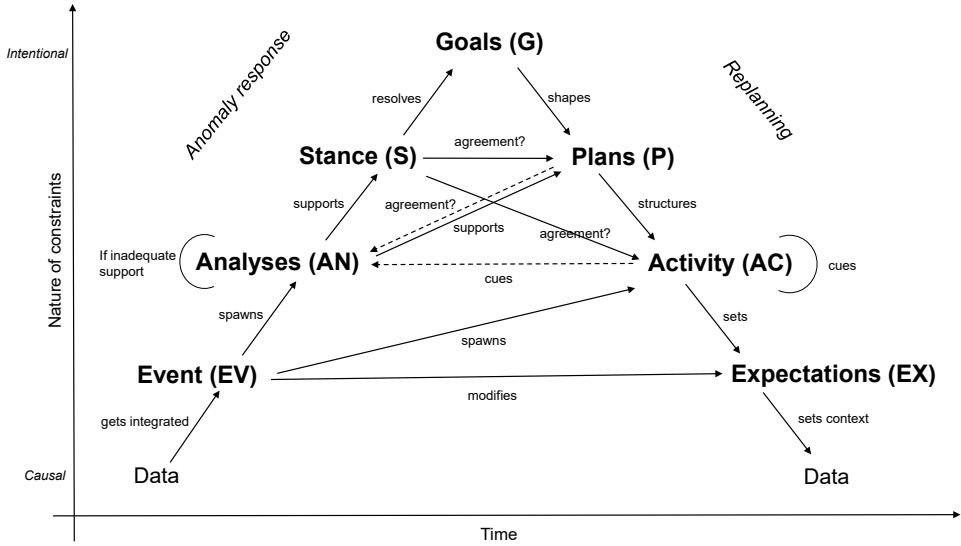 Goals (G)
Intentional
Anomaly response
Replanning
resolves
shapes
agreement?
Stance (S)
Plans (P)
supports
agreement?
supports
structures
agreement?
Nature of constraints
If inadequate
support
Analyses (AN)
Activity (AC)
cues
cues
spawns
sets
spawns
Event (EV)
Expectations (EX)
modifies
gets integrated
sets context
Causal
Data
Data
Time